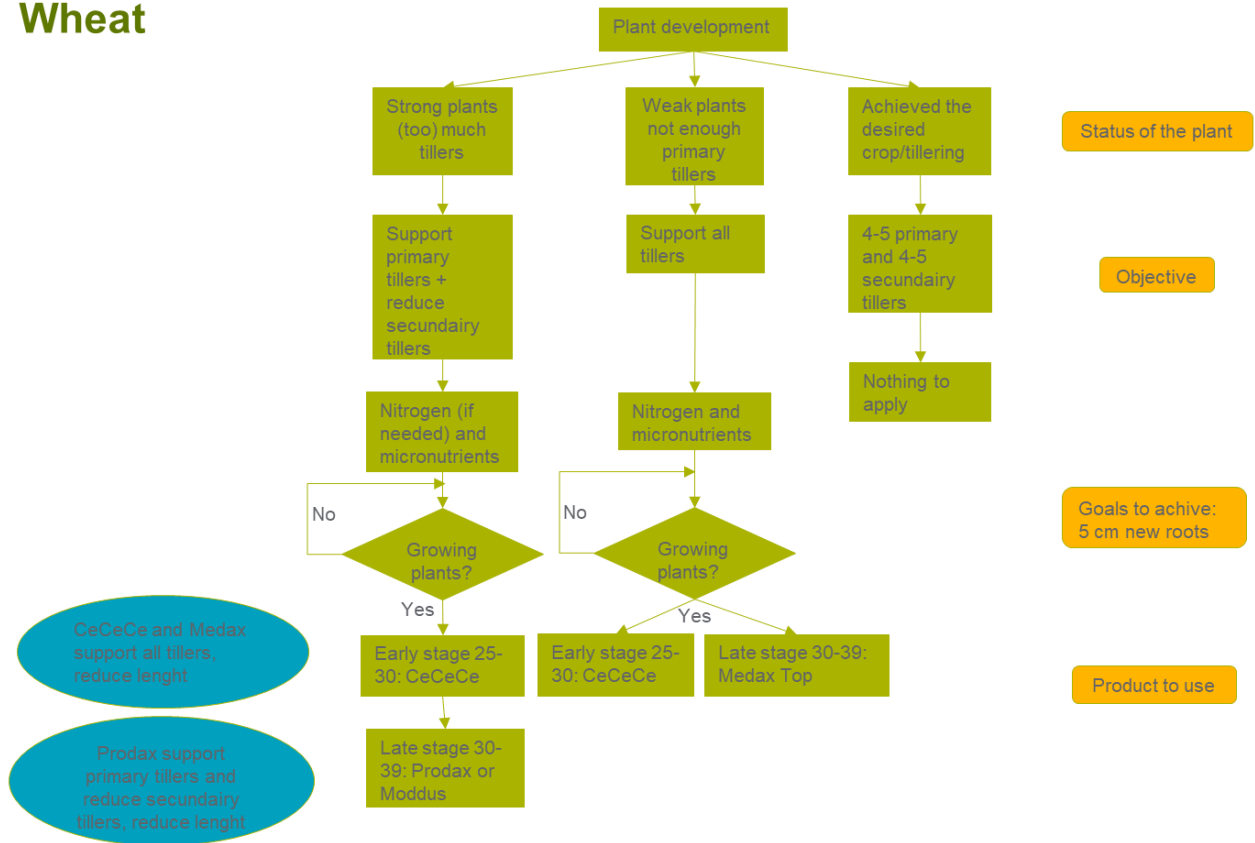 Wheat
Plant development
Strong plants
(too) much
tillers
Weak plants
not enough
primary
tillers
Achieved the
desired
crop/tillering
Status of the plant
Support
primary
tillers +
reduce
secundairy
tillers
Support all
tillers
4-5 primary
and 4-5
secundairy
tillers
Objective
Nothing to
apply
Nitrogen (if
needed) and
micronutrients
Nitrogen and
micronutrients
No
No
Goals to achive:
5 cm new roots
Growing
plants?
Growing
plants?
Yes
Yes
CeCeCe and Medax
support all tillers,
reduce lenght
Early stage 25-
30: CeCeCe
Early stage 25-
30: CeCeCe
Late stage 30-39:
Medax Top
Product to use
Prodax support
primary tillers and
reduce secundairy
tillers, reduce lenght
Late stage 30-
39: Prodax or
Moddus